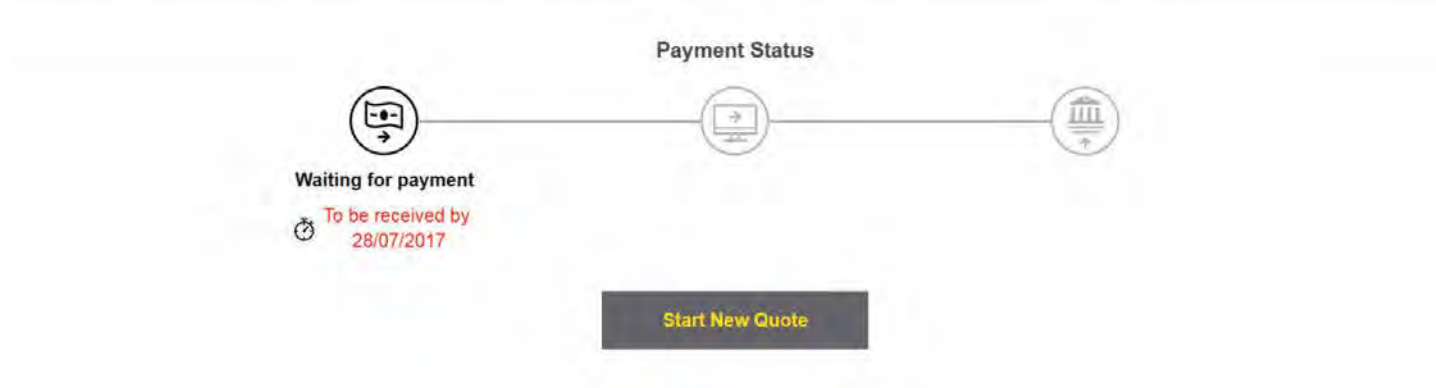 Payment Status
Waiting for payment
To be received by
28/07/2017
Start New Quote